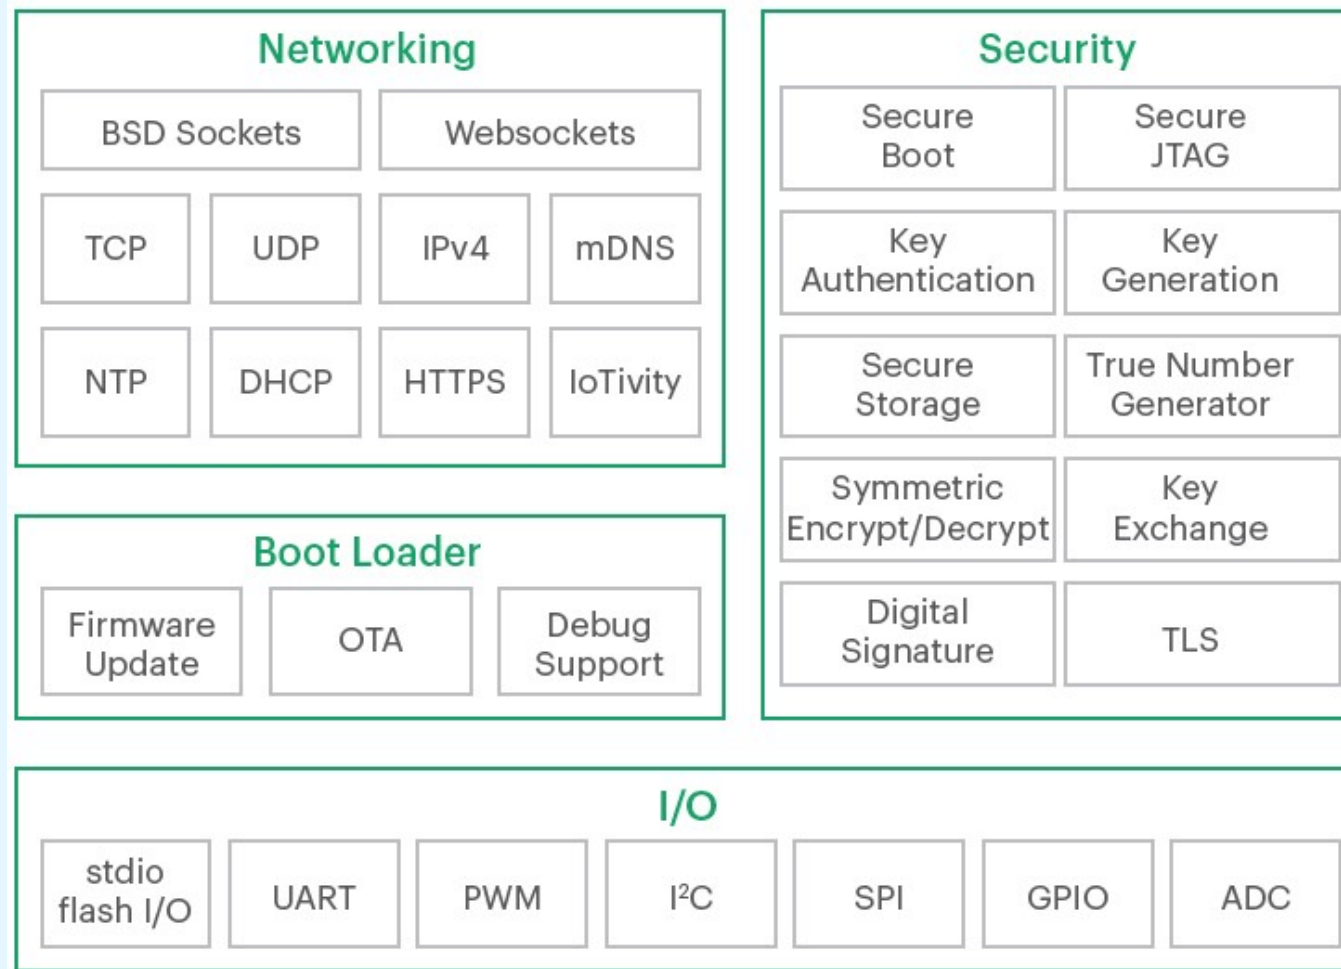 Networking
BSD Sockets
Websockets
TCP
UDP
IPv4
mDNS
NTP
DHCP
HTTPS
IoTivity
Boot Loader
Firmware
Update
OTA
Debug
Support
Security
Secure
Boot
Secure
JTAG
Key
Authentication
Key
Generation
Secure
Storage
True Number
Generator
Symmetric
Encrypt/Decrypt
Key
Exchange
Digital
Signature
TLS
I/O
stdio
flash I/O
UART
PWM
I²C
SPI
GPIO
ADC